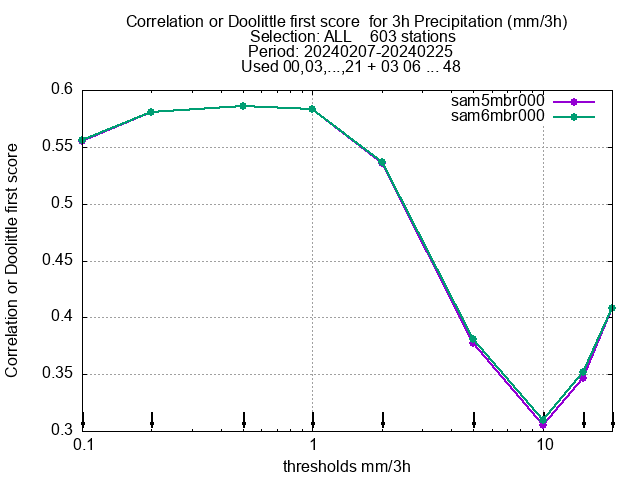 Correlation or Doolittle first score  for 3h Precipitation (mm/3h)
Selection: ALL    603 stations
Period: 20240207-20240225
Used 00,03,...,21 + 03 06 ... 48
sam5mbr000
sam6mbr000
0.6
0.55
0.5
0.45
0.4
0.35
0.3
Correlation or Doolittle first score
0.1 1 10
thresholds mm/3h